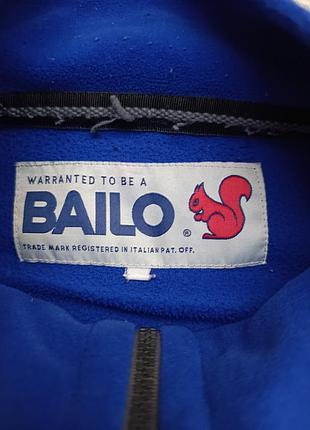 WARRANTED TO BE A
BAILO ®
TRADE MARK REGISTERED IN ITALIAN PAT. OFF.